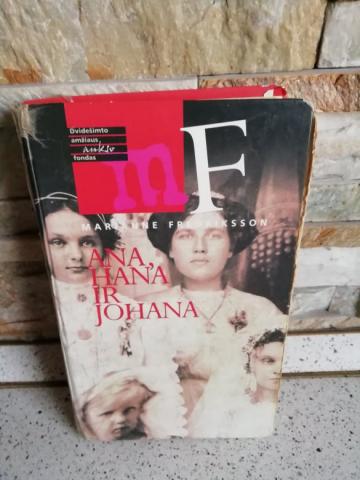 Dvidešimto
amžiaus
aukso
fondas
mF
MARIANNE FREDRIKSSON
ANA,
HANA
IR
JOHANA